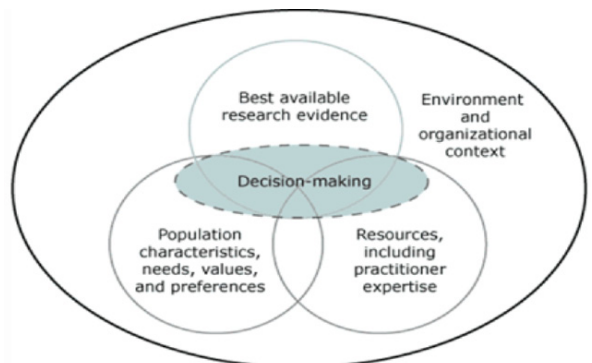 Best available
research evidence
Environment
and
organizational
context
Decision-making
Population
characteristics,
needs, values,
and preferences
Resources,
including
practitioner
expertise